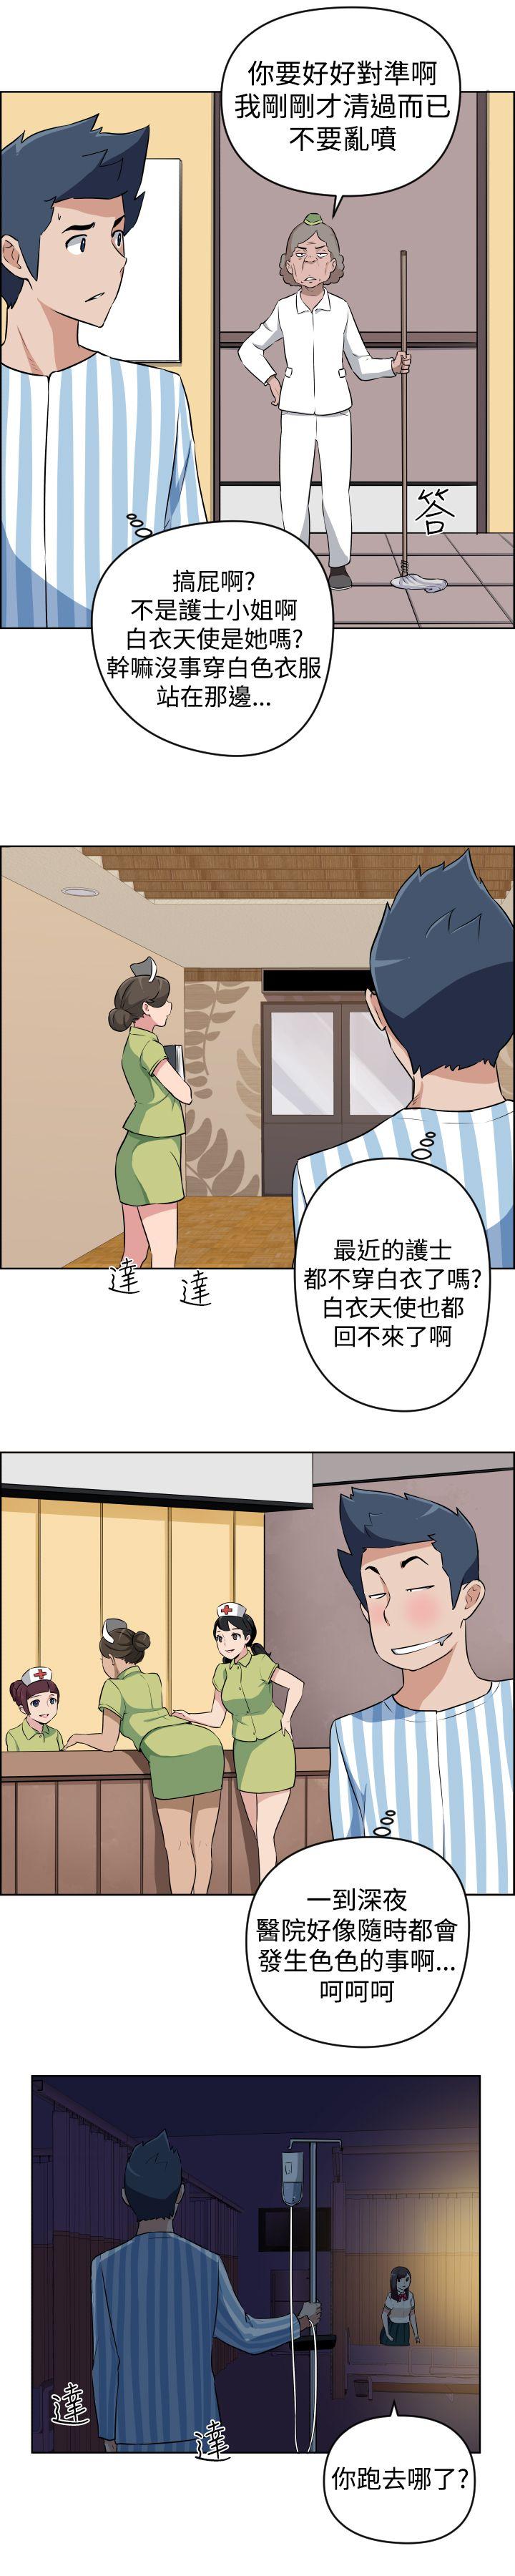 你要好好對準啊
我剛剛才清過而已
不要亂噴
答
搞屁啊?
不是護士小姐啊
白衣天使是她嗎?
幹嘛沒事穿白色衣服
站在那邊...
達
達
最近的護士
都不穿白衣了嗎?
白衣天使也都
回不來了啊
一到深夜
醫院好像隨時都會
發生色色的事啊...
呵呵呵
達
達
你跑去哪了?